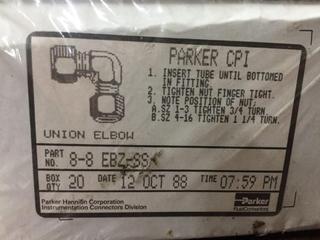 PARKER CPI
1. INSERT TUBE UNTIL BOTTOMED
IN FITTING.
2. TIGHTEN NUT FINGER TIGHT.
3. NOTE POSITION OF NUT;
A.SZ 1-3 TIGHTEN 3/4 TURN.
B.SZ 4-16 TIGHTEN 1 1/4 TURN.
UNION ELBOW
PART NO. 8-8 EBZ-SS
BOX QTY 20 DATE 12 OCT 88 TIME 07:59 PM
Parker Hannifin Corporation
Instrumentation Connectors Division
Parker
Fluidconnectors